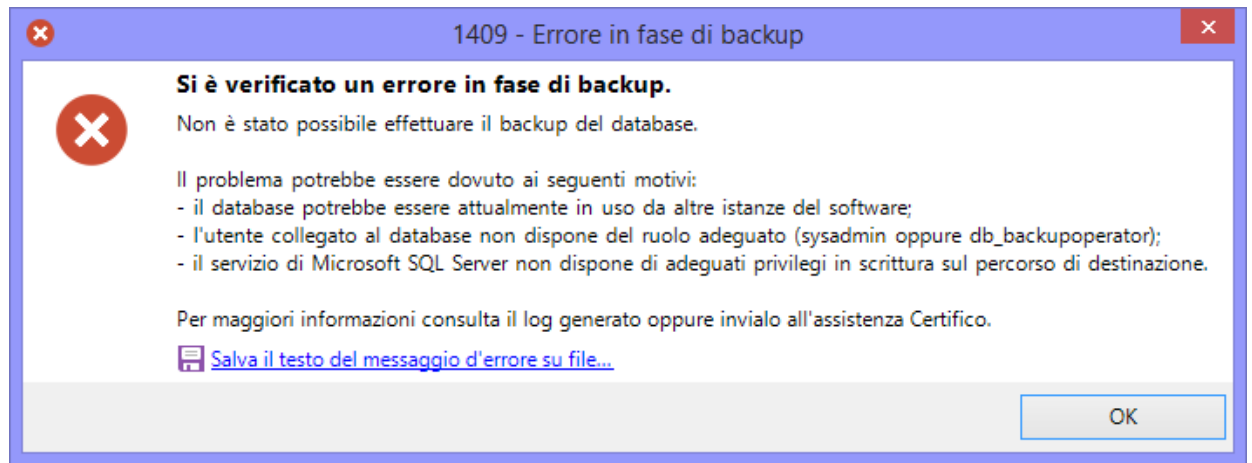 1409 - Errore in fase di backup
Si è verificato un errore in fase di backup.
Non è stato possibile effettuare il backup del database.
Il problema potrebbe essere dovuto ai seguenti motivi:
- il database potrebbe essere attualmente in uso da altre istanze del software;
- l'utente collegato al database non dispone del ruolo adeguato (sysadmin oppure db_backupoperator);
- il servizio di Microsoft SQL Server non dispone di adeguati privilegi in scrittura sul percorso di destinazione.
Per maggiori informazioni consulta il log generato oppure invialo all'assistenza Certifico.
Salva il testo del messaggio d'errore su file...
OK